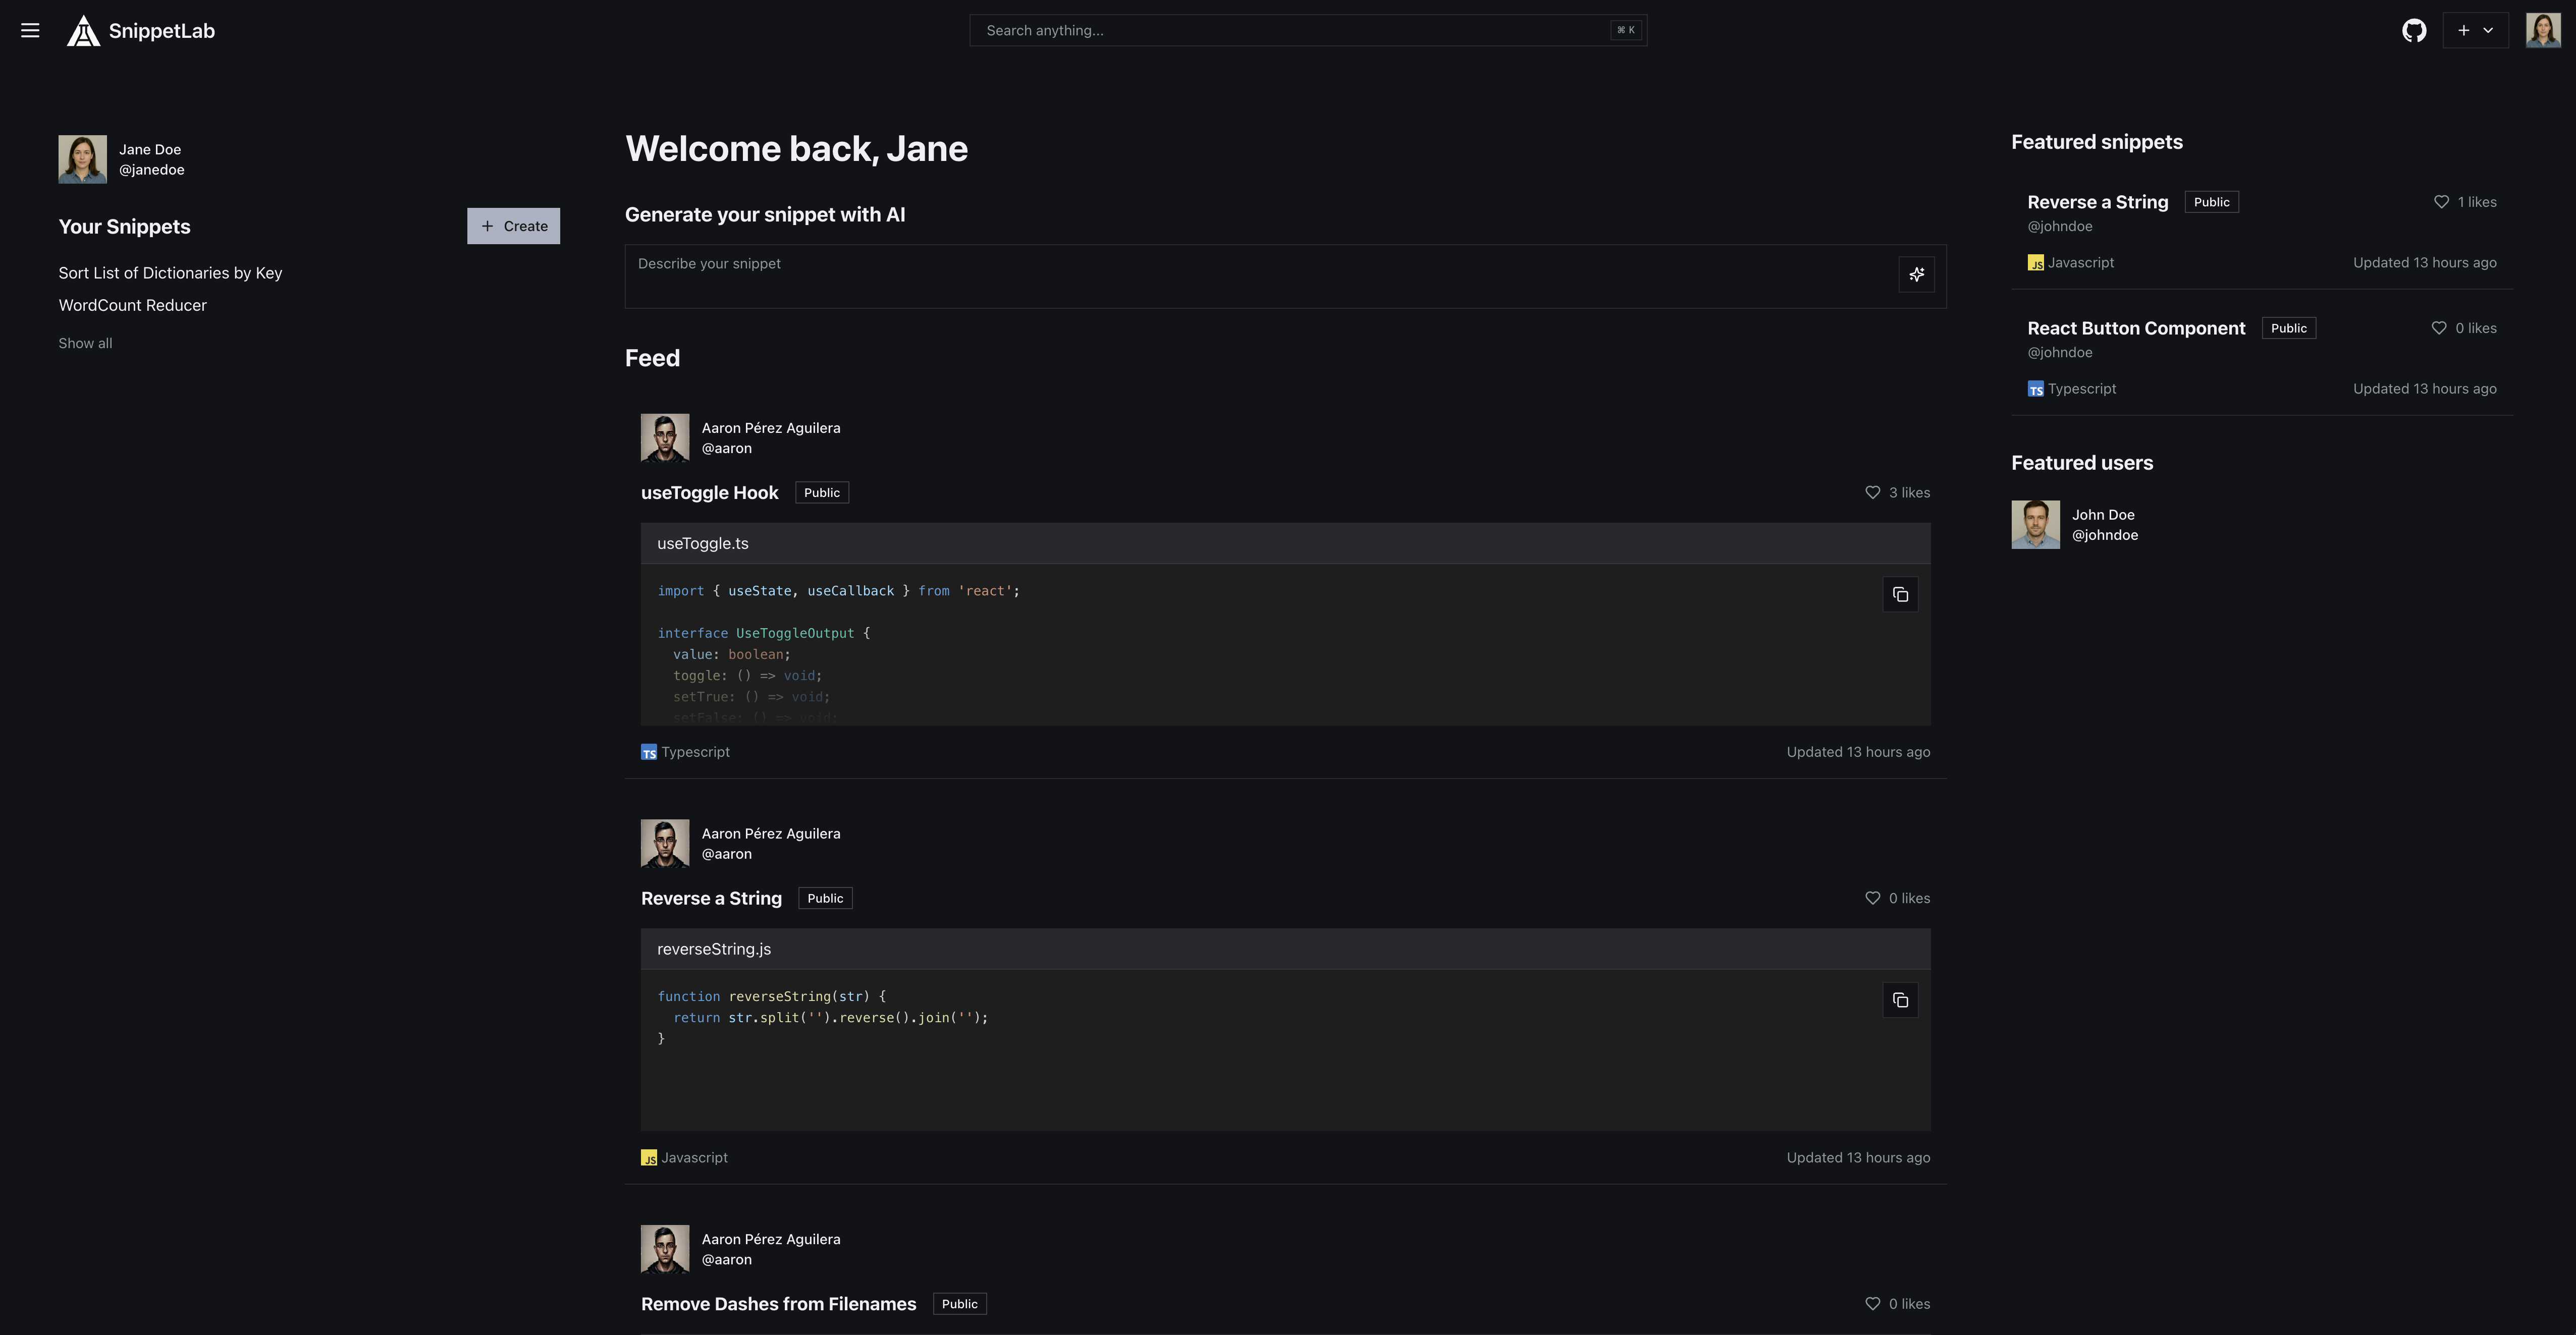 SnippetLab
Search anything...
⌘ K
Jane Doe
@janedoe
Your Snippets
Create
Sort List of Dictionaries by Key
WordCount Reducer
Show all
Welcome back, Jane
Generate your snippet with AI
Describe your snippet
Feed
Aaron Pérez Aguilera
@aaron
useToggle Hook Public 3 likes
useToggle.ts
import { useState, useCallback } from 'react';
interface UseToggleOutput {
value: boolean;
toggle: () => void;
setTrue: () => void;
setFalse: () => void;
TS Typescript Updated 13 hours ago
Aaron Pérez Aguilera
@aaron
Reverse a String Public 0 likes
reverseString.js
function reverseString(str) {
return str.split('').reverse().join('');
}
JS Javascript Updated 13 hours ago
Aaron Pérez Aguilera
@aaron
Remove Dashes from Filenames Public 0 likes
Featured snippets
Reverse a String Public 1 likes
@johndoe
JS Javascript Updated 13 hours ago
React Button Component Public 0 likes
@johndoe
TS Typescript Updated 13 hours ago
Featured users
John Doe
@johndoe